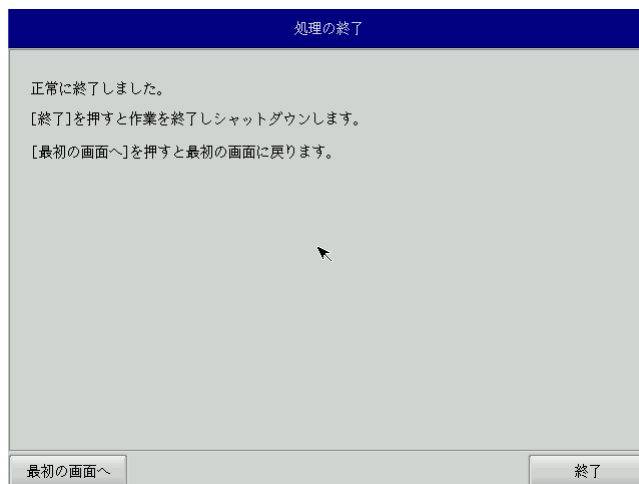 処理の終了
正常に終了しました。
[終了]を押すと作業を終了しシャットダウンします。
[最初の画面へ]を押すと最初の画面に戻ります。
最初の画面へ
終了